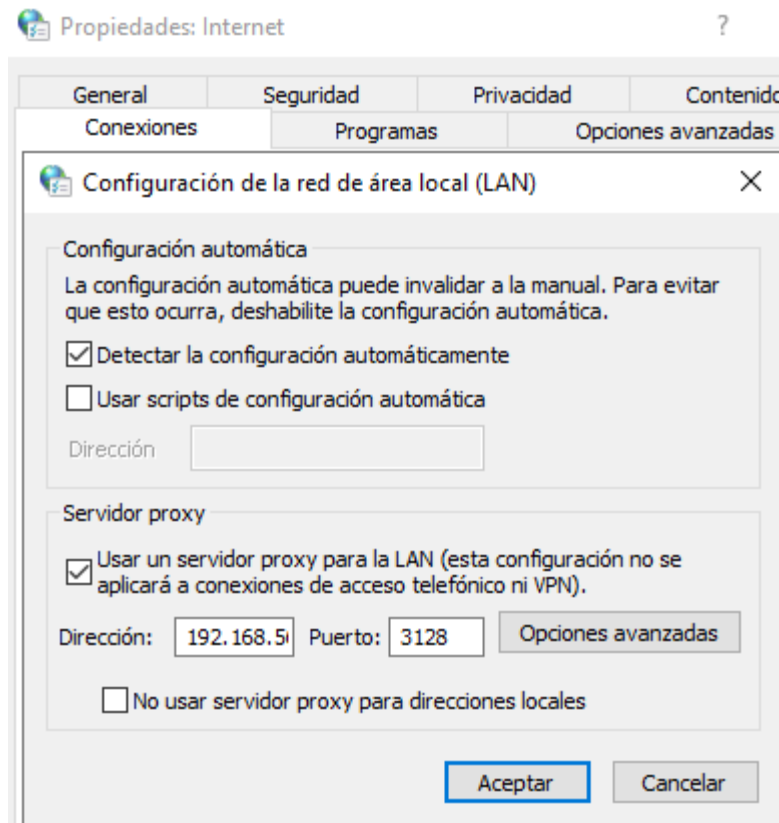 Propiedades: Internet ?
General Seguridad Privacidad Contenido
Conexiones Programas Opciones avanzadas
Configuración de la red de área local (LAN)
Configuración automática
La configuración automática puede invalidar a la manual. Para evitar
que esto ocurra, deshabilite la configuración automática.
Detectar la configuración automáticamente
Usar scripts de configuración automática
Dirección
Servidor proxy
Usar un servidor proxy para la LAN (esta configuración no se
aplicará a conexiones de acceso telefónico ni VPN).
Dirección: 192.168.5 Puerto: 3128 Opciones avanzadas
No usar servidor proxy para direcciones locales
Aceptar Cancelar